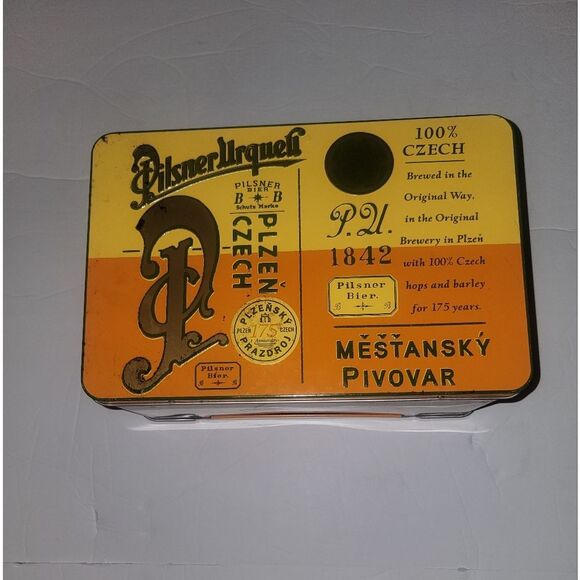 Pilsner Urquell
PILSNER
BIER
B B
Schutz Marke
PLZEŇ
CZECH
PLZEŇSKÝ
PLZEŇ 175 CZECH
Anniversary
PRAZDROJ
Pilsner
Bier.
P.U.
1842
Pilsner
Bier.
100%
CZECH
Brewed in the
Original Way,
in the Original
Brewery in Plzeň
with 100% Czech
hops and barley
for 175 years.
MĚŠŤANSKÝ
PIVOVAR